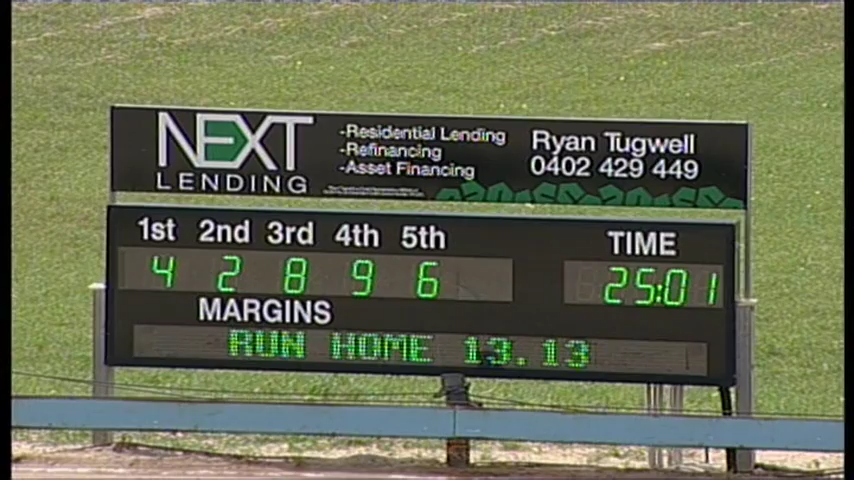 NEXT
LENDING
-Residential Lending
-Refinancing
-Asset Financing
Ryan Tugwell
0402 429 449
1st 2nd 3rd 4th 5th
4 2 8 9 6
TIME
25:01
MARGINS
RUN HOME 13.13